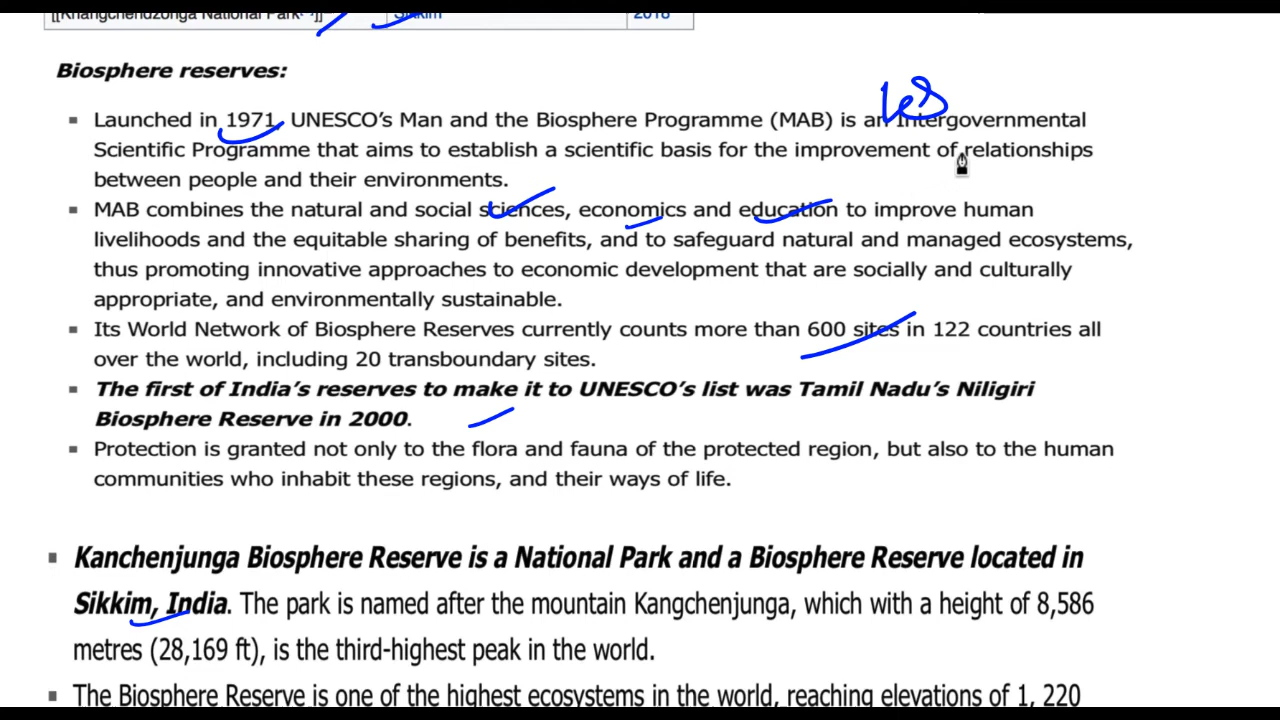 [[Khangchendzonga National Park Sikkim 2018
Biosphere reserves:
▪ Launched in 1971, UNESCO’s Man and the Biosphere Programme (MAB) is an Intergovernmental
Scientific Programme that aims to establish a scientific basis for the improvement of relationships
between people and their environments.
▪ MAB combines the natural and social sciences, economics and education to improve human
livelihoods and the equitable sharing of benefits, and to safeguard natural and managed ecosystems,
thus promoting innovative approaches to economic development that are socially and culturally
appropriate, and environmentally sustainable.
▪ Its World Network of Biosphere Reserves currently counts more than 600 sites in 122 countries all
over the world, including 20 transboundary sites.
▪ The first of India’s reserves to make it to UNESCO’s list was Tamil Nadu’s Niligiri
Biosphere Reserve in 2000.
▪ Protection is granted not only to the flora and fauna of the protected region, but also to the human
communities who inhabit these regions, and their ways of life.
▪ Kanchenjunga Biosphere Reserve is a National Park and a Biosphere Reserve located in
Sikkim, India. The park is named after the mountain Kangchenjunga, which with a height of 8,586
metres (28,169 ft), is the third-highest peak in the world.
▪ The Biosphere Reserve is one of the highest ecosystems in the world, reaching elevations of 1, 220